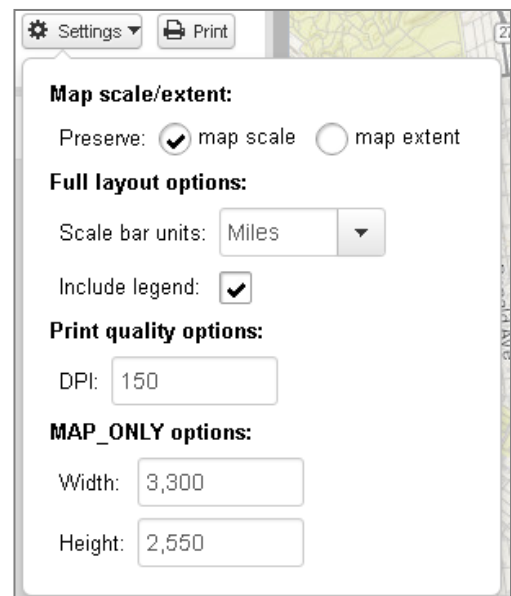 Settings Print
27
Map scale/extent:
Preserve: map scale map extent
Full layout options:
Scale bar units: Miles
Include legend:
Print quality options:
DPI: 150
MAP_ONLY options:
Width: 3,300
Height: 2,550